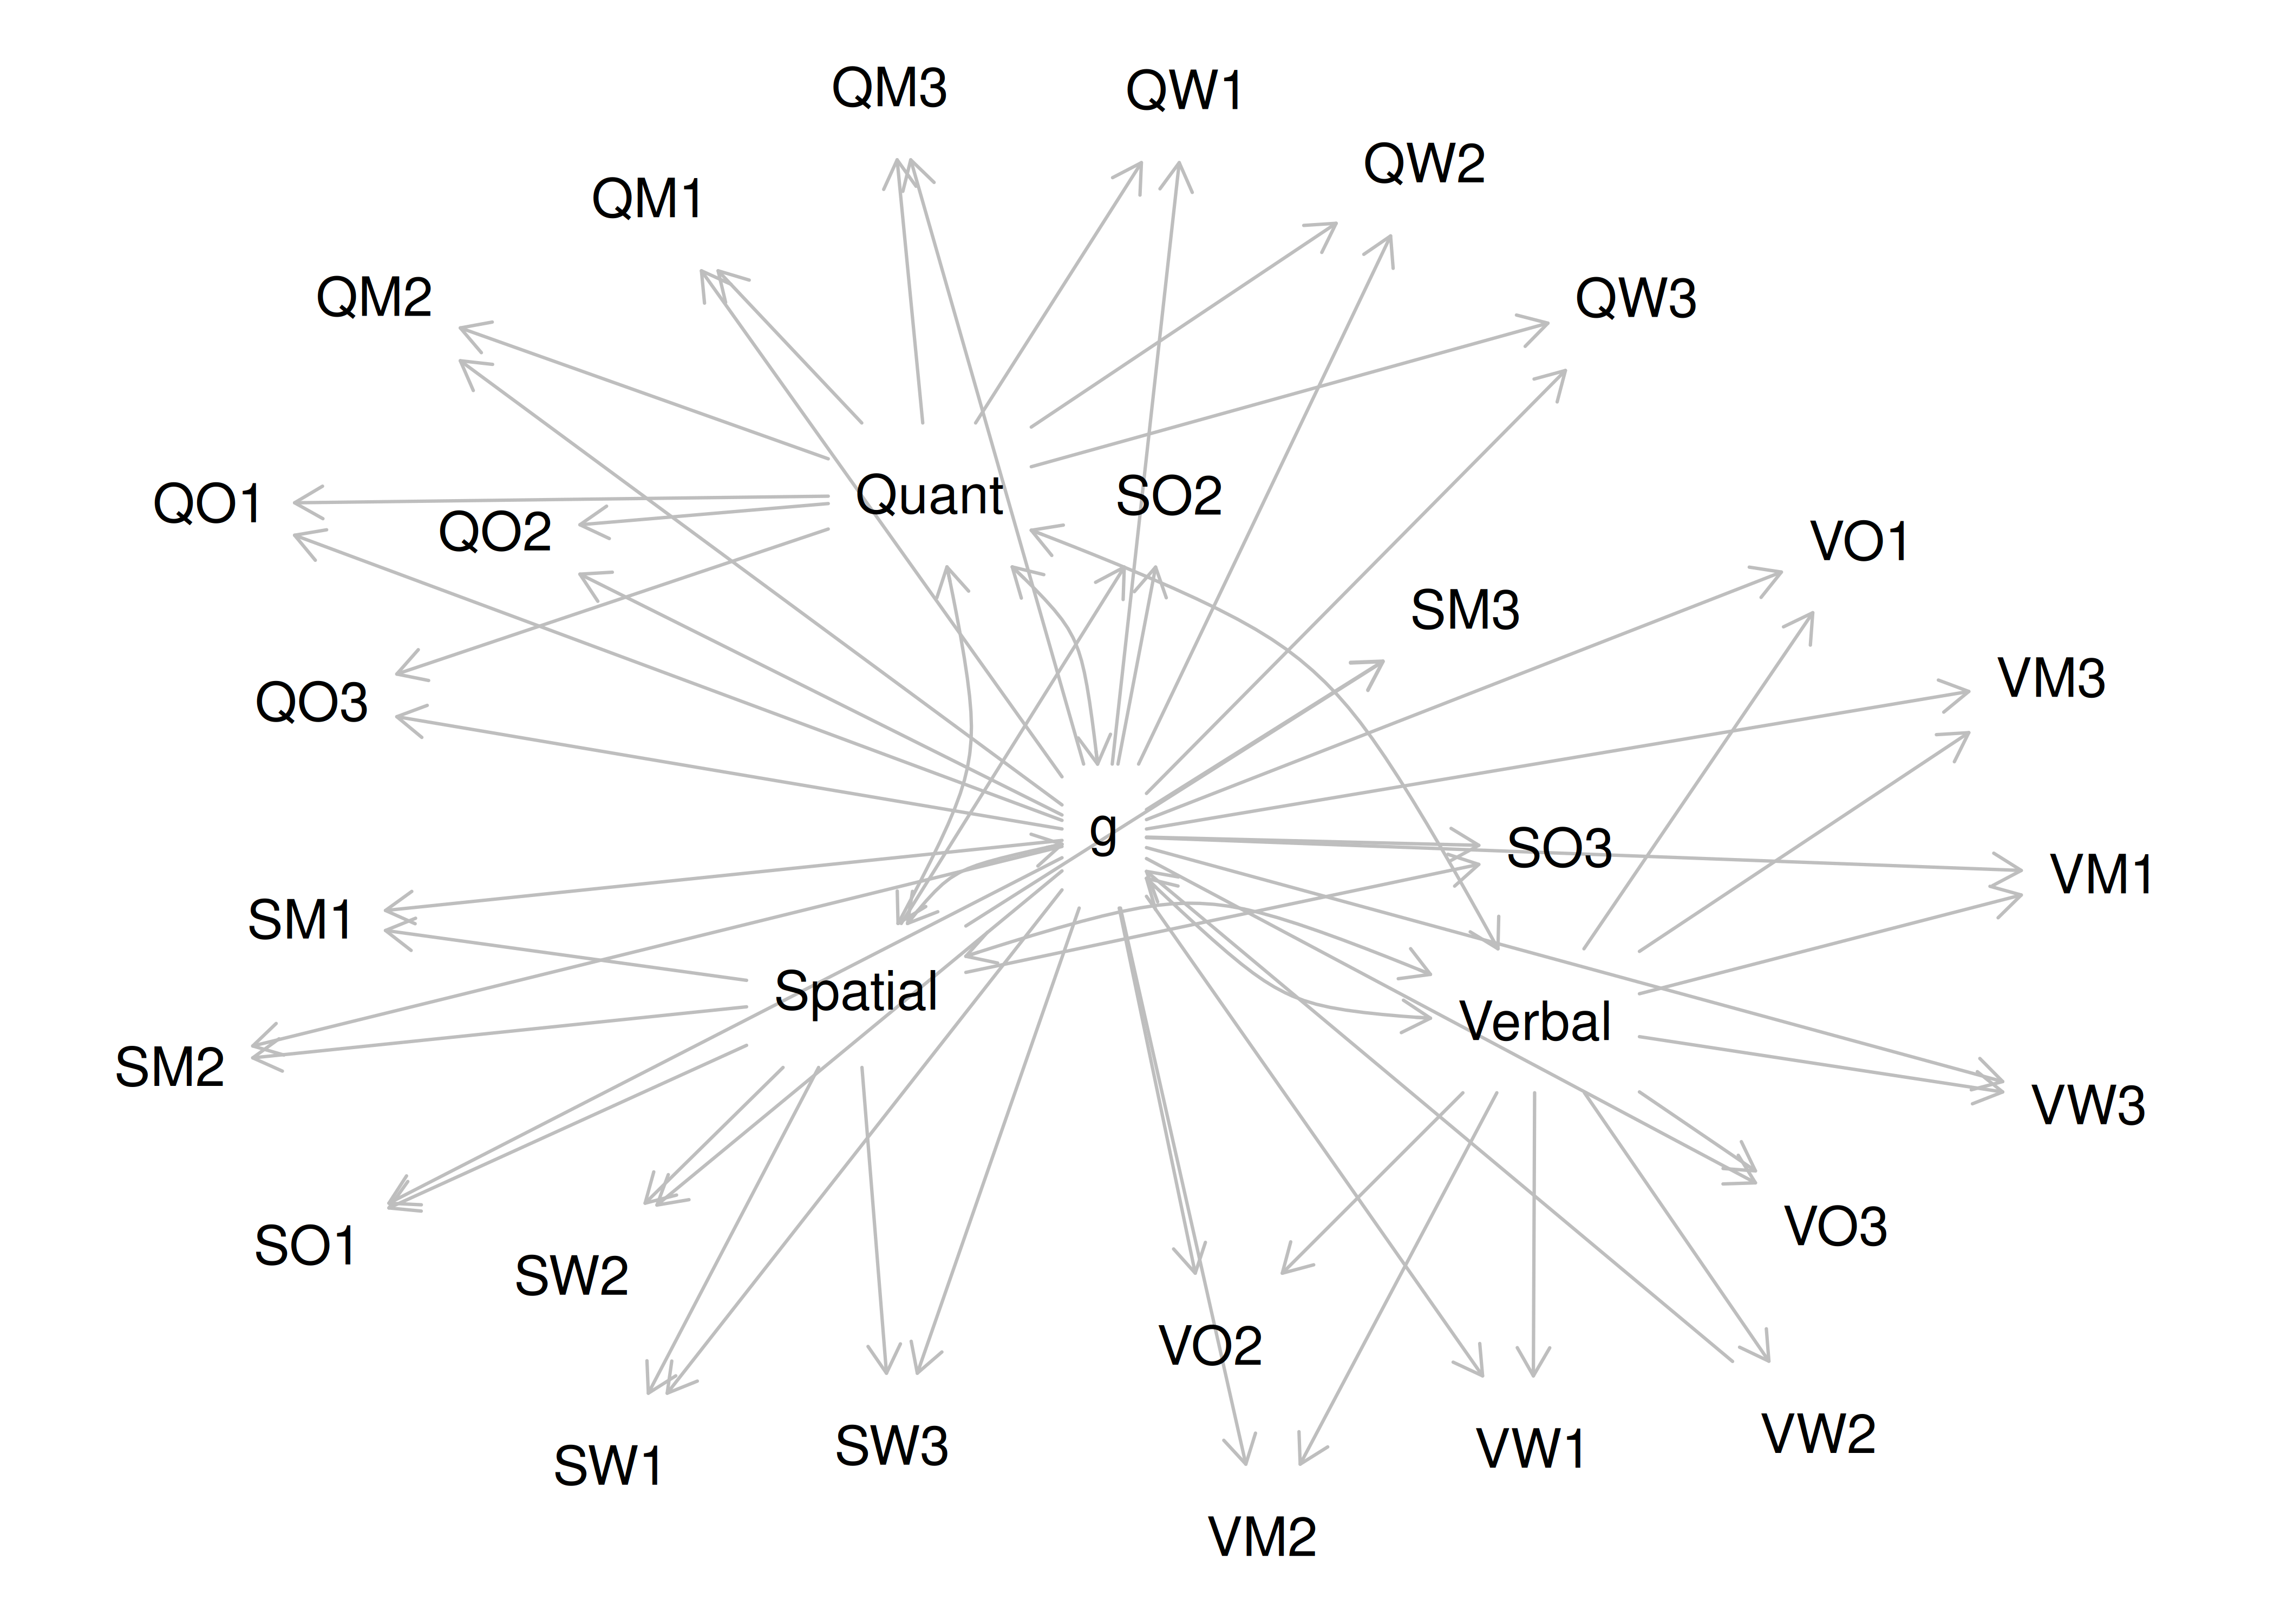 QM3
QW1
QW2
QM1
QM2
QW3
Quant
SO2
QO1
QO2
VO1
SM3
VM3
QO3
g
SO3
VM1
SM1
Spatial
Verbal
SM2
VW3
VO3
SO1
SW2
VO2
VW2
SW3
VW1
SW1
VM2